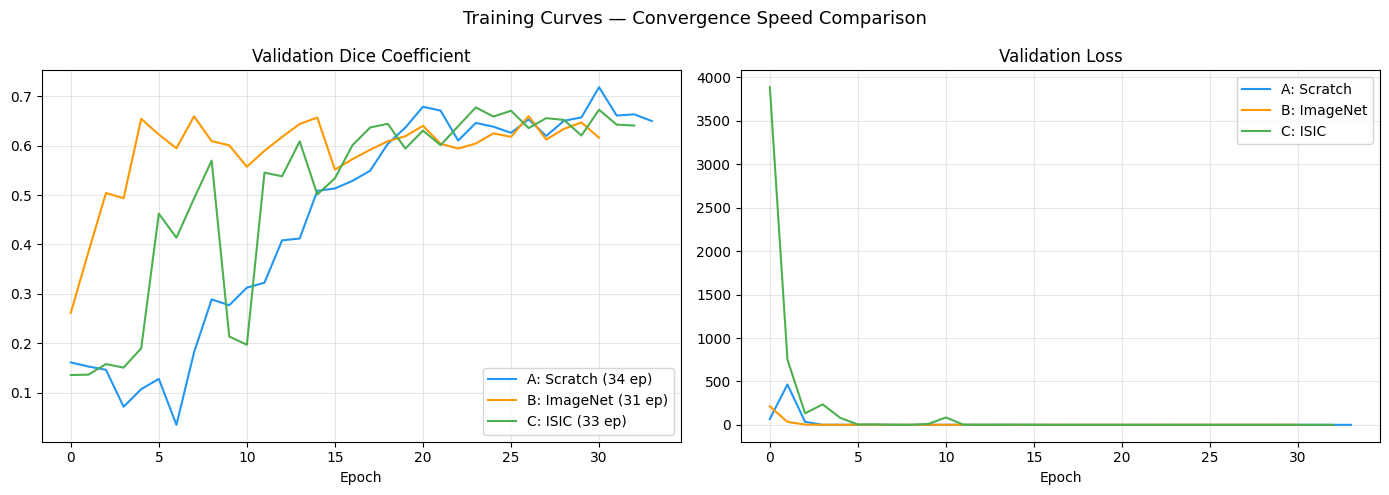 Training Curves — Convergence Speed Comparison
Validation Dice Coefficient
0.7
0.6
0.5
0.4
0.3
0.2
0.1
0 5 10 15 20 25 30
Epoch
A: Scratch (34 ep)
B: ImageNet (31 ep)
C: ISIC (33 ep)
Validation Loss
4000
3500
3000
2500
2000
1500
1000
500
0
0 5 10 15 20 25 30
Epoch
A: Scratch
B: ImageNet
C: ISIC